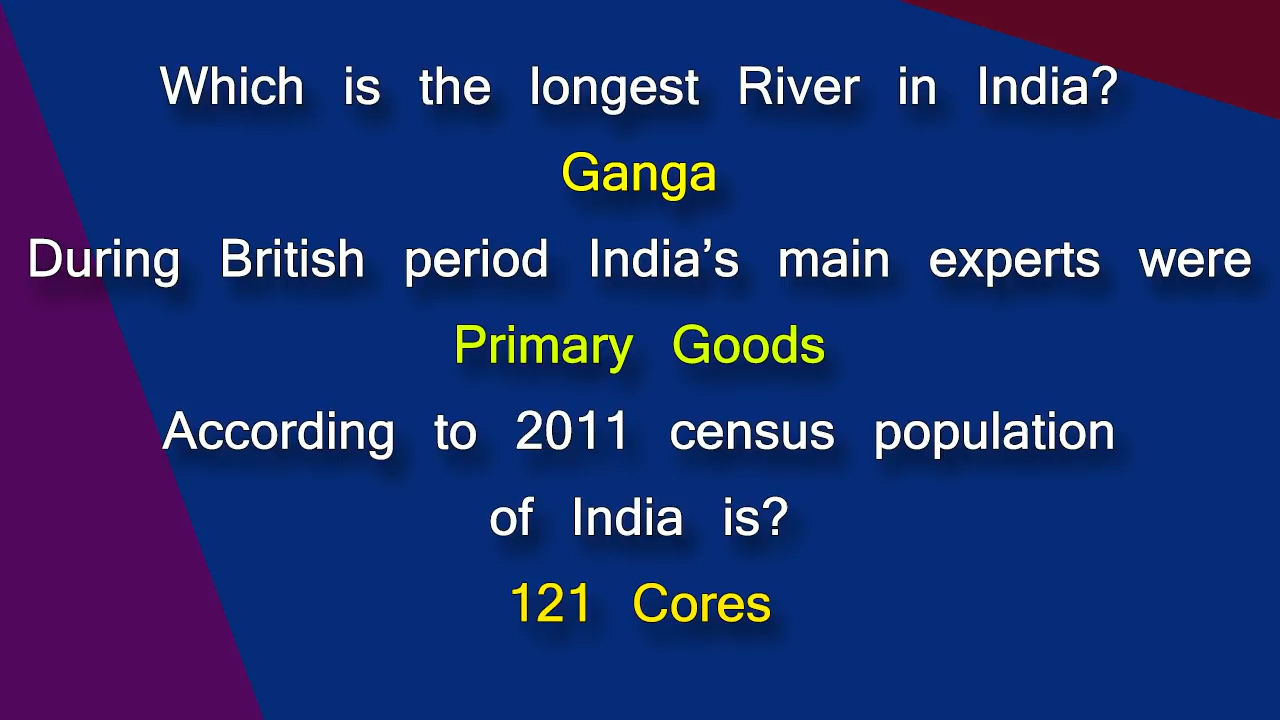 Which is the longest River in India?
Ganga
During British period India’s main experts were
Primary Goods
According to 2011 census population
of India is?
121 Cores